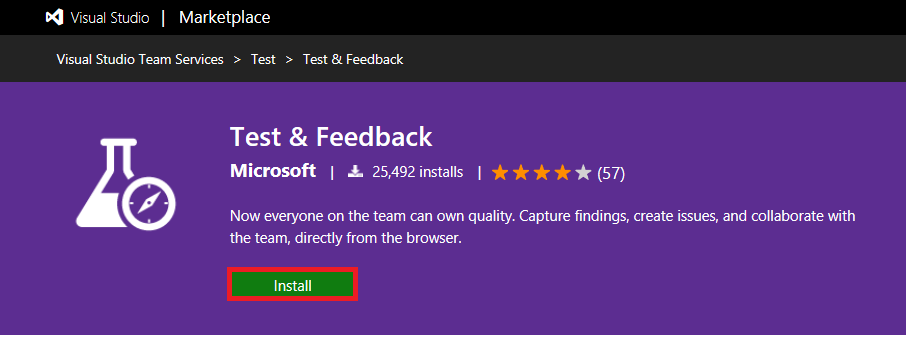 Visual Studio | Marketplace
Visual Studio Team Services > Test > Test & Feedback
Test & Feedback
Microsoft | 25,492 installs | (57)
Now everyone on the team can own quality. Capture findings, create issues, and collaborate with
the team, directly from the browser.
Install